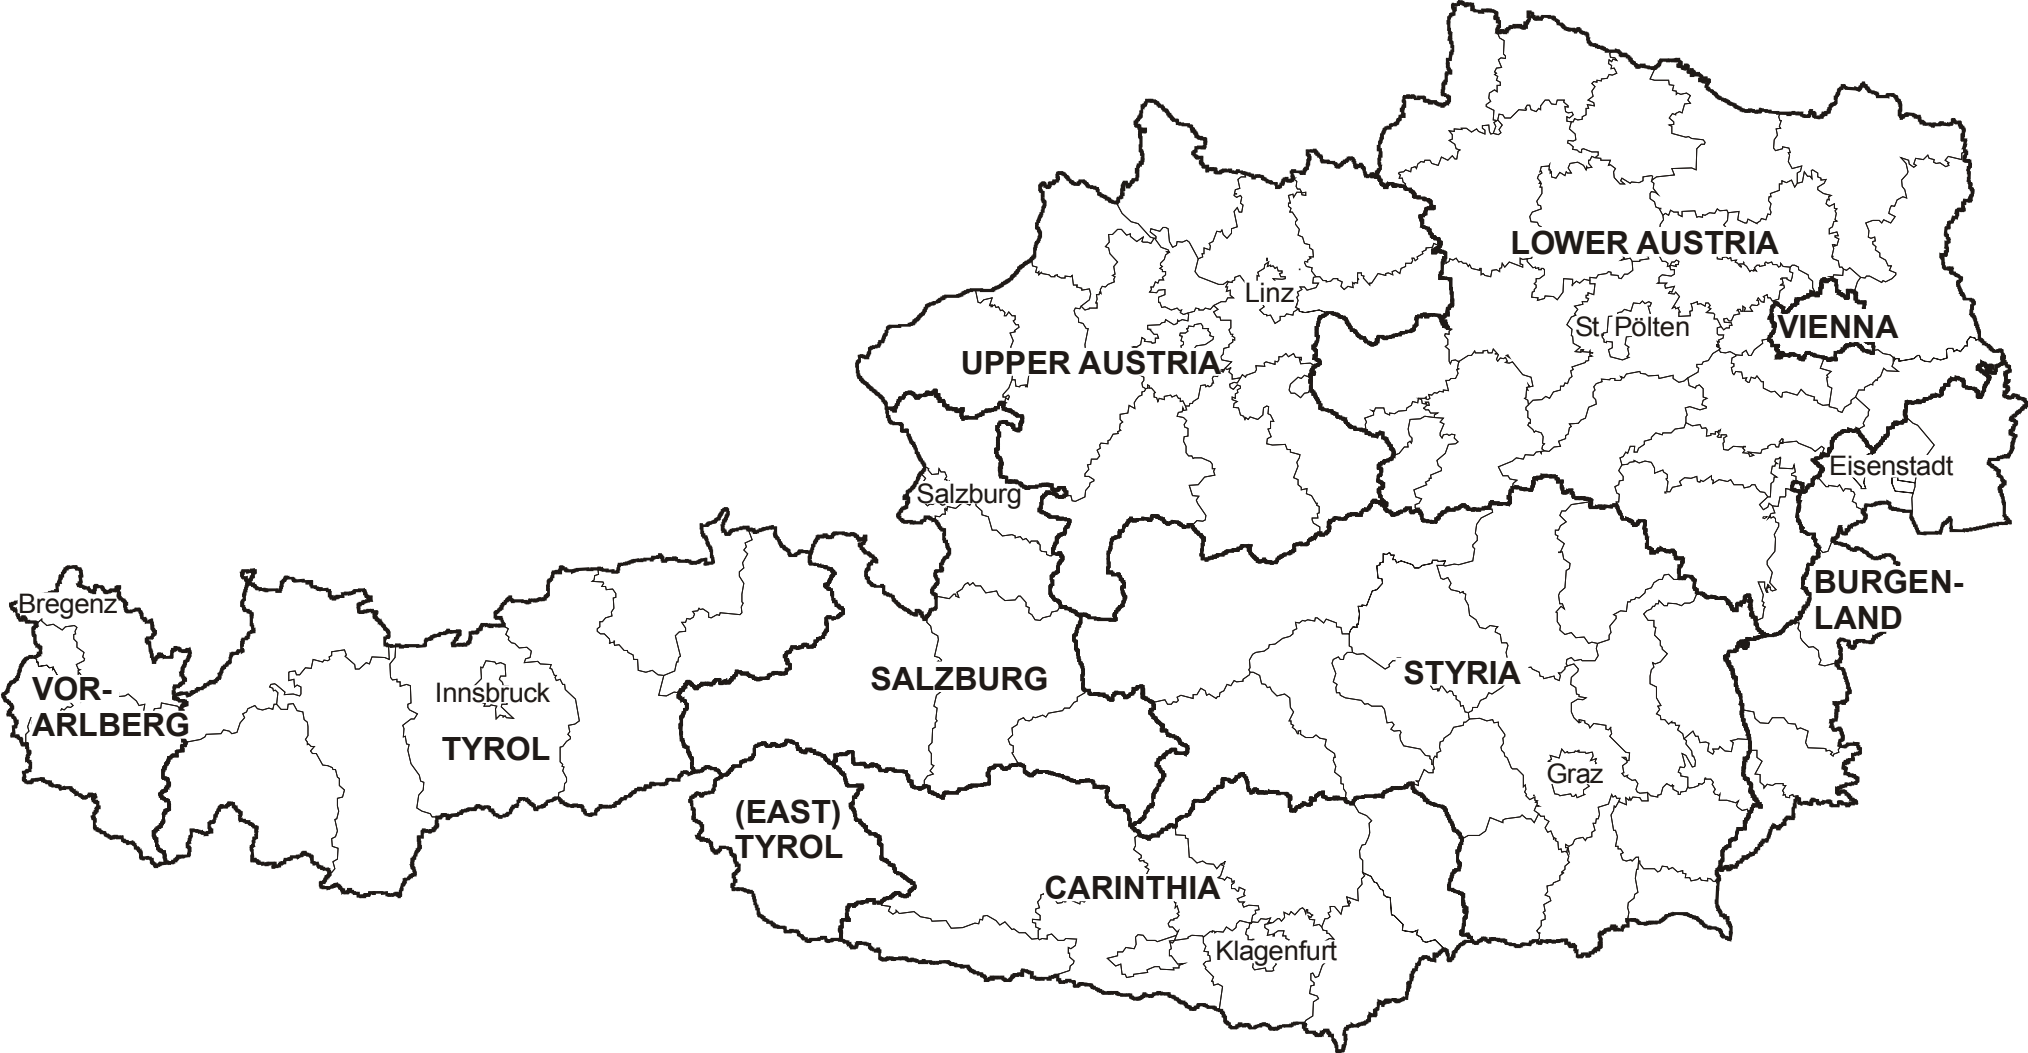 LOWER AUSTRIA
Linz
St. Pölten
VIENNA
UPPER AUSTRIA
Eisenstadt
Salzburg
BURGEN-
LAND
Bregenz
VOR-
ARLBERG
Innsbruck
TYROL
SALZBURG
STYRIA
Graz
(EAST)
TYROL
CARINTHIA
Klagenfurt